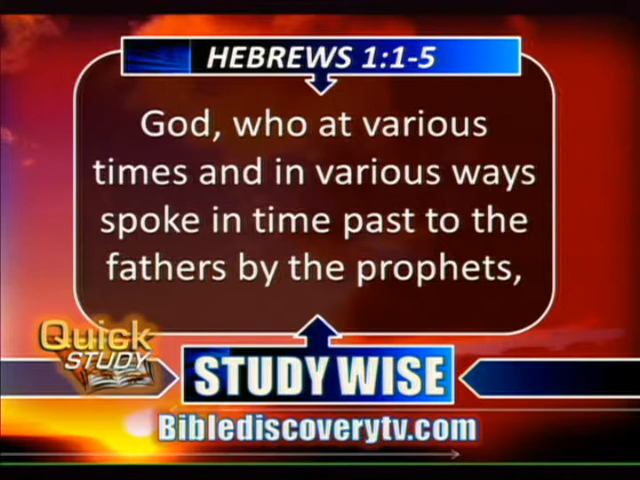 HEBREWS 1:1-5
God, who at various
times and in various ways
spoke in time past to the
fathers by the prophets,
Quick
STUDY
STUDY WISE
Biblediscoverytv.com